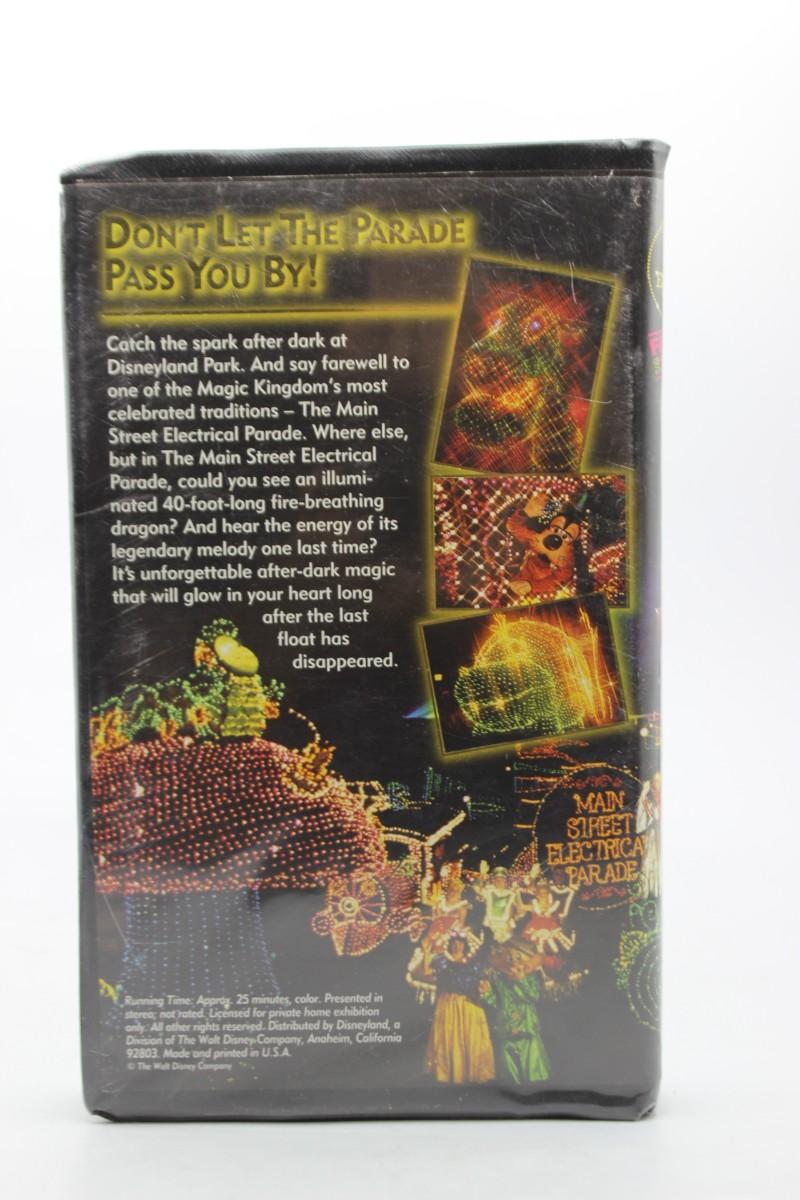 DON'T LET THE PARADE
PASS YOU BY!
Catch the spark after dark at
Disneyland Park. And say farewell to
one of the Magic Kingdom's most
celebrated traditions – The Main
Street Electrical Parade. Where else,
but in The Main Street Electrical
Parade, could you see an illumi-
nated 40-foot-long fire-breathing
dragon? And hear the energy of its
legendary melody one last time?
It's unforgettable after-dark magic
that will glow in your heart long
after the last
float has
disappeared.
MAIN
STREET
ELECTRICA
PARADE
Running Time: Approx. 25 minutes, color. Presented in
stereo; not rated. Licensed for private home exhibition
only. All other rights reserved. Distributed by Disneyland, a
Division of The Walt Disney Company, Anaheim, California
92803. Made and printed in U.S.A.
© The Walt Disney Company